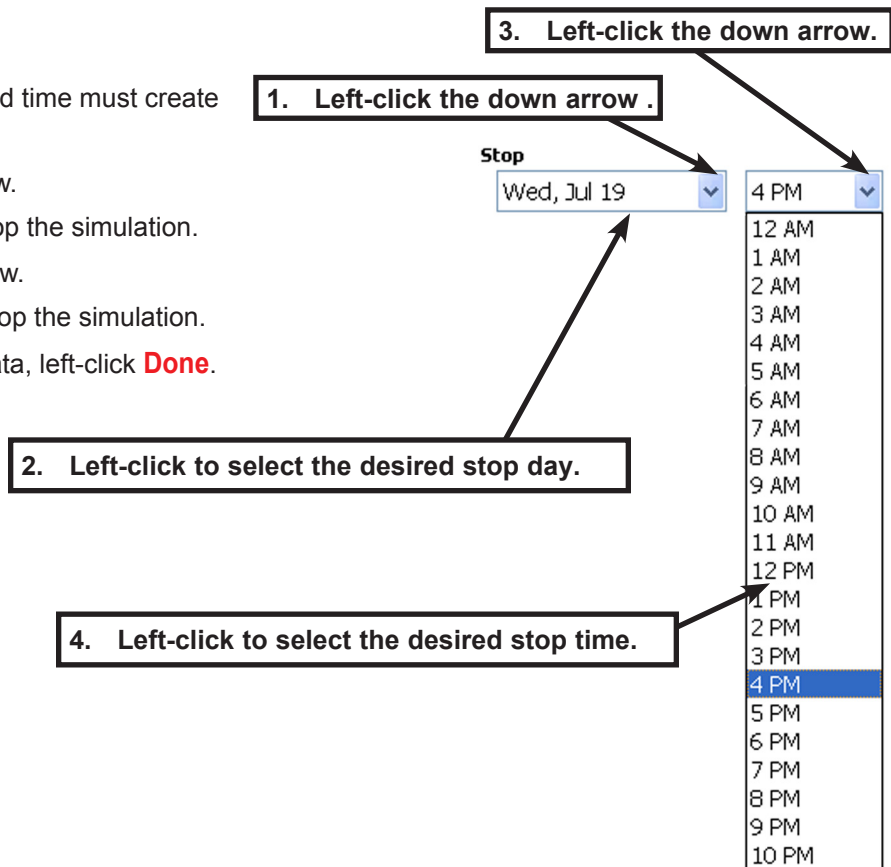 3. Left-click the down arrow.
d time must create
1. Left-click the down arrow .
Stop
Wed, Jul 19
4 PM
w.
op the simulation.
w.
op the simulation.
ata, left-click Done.
12 AM
1 AM
2 AM
3 AM
4 AM
5 AM
6 AM
7 AM
8 AM
9 AM
10 AM
11 AM
12 PM
1 PM
2 PM
3 PM
4 PM
5 PM
6 PM
7 PM
8 PM
9 PM
10 PM
2. Left-click to select the desired stop day.
4. Left-click to select the desired stop time.